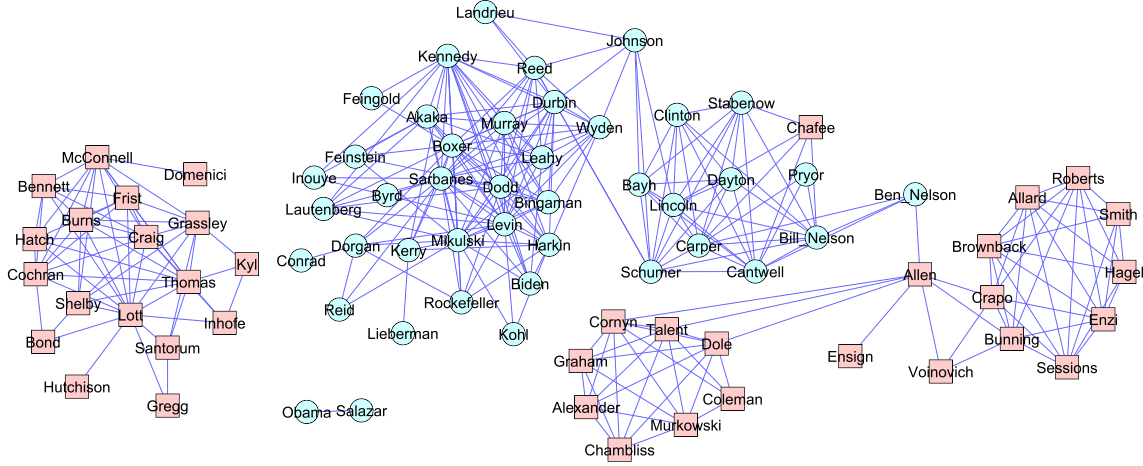 Landrieu
Johnson
Kennedy
Reed
Feingold
Durbin
Akaka
Murray
Wyden
Clinton
Stabenow
Chafee
Boxer
Leahy
McConnell
Domenici
Feinstein
Inouye
Sarbanes
Byrd
Dodd
Bingaman
Lautenberg
Levin
Bayh
Dayton
Pryor
Lincoln
Ben_Nelson
Roberts
Allard
Smith
Bennett
Frist
Burns
Grassley
Hatch
Craig
Dorgan
Kerry
Mikulski
Harkin
Carper
Bill_Nelson
Brownback
Conrad
Kyl
Cochran
Thomas
Schumer
Cantwell
Allen
Hagel
Biden
Shelby
Lott
Rockefeller
Reid
Crapo
Enzi
Inhofe
Cornyn
Talent
Lieberman
Kohl
Bond
Santorum
Dole
Bunning
Ensign
Graham
Voinovich
Sessions
Hutchison
Coleman
Gregg
Obama
Salazar
Alexander
Murkowski
Chambliss